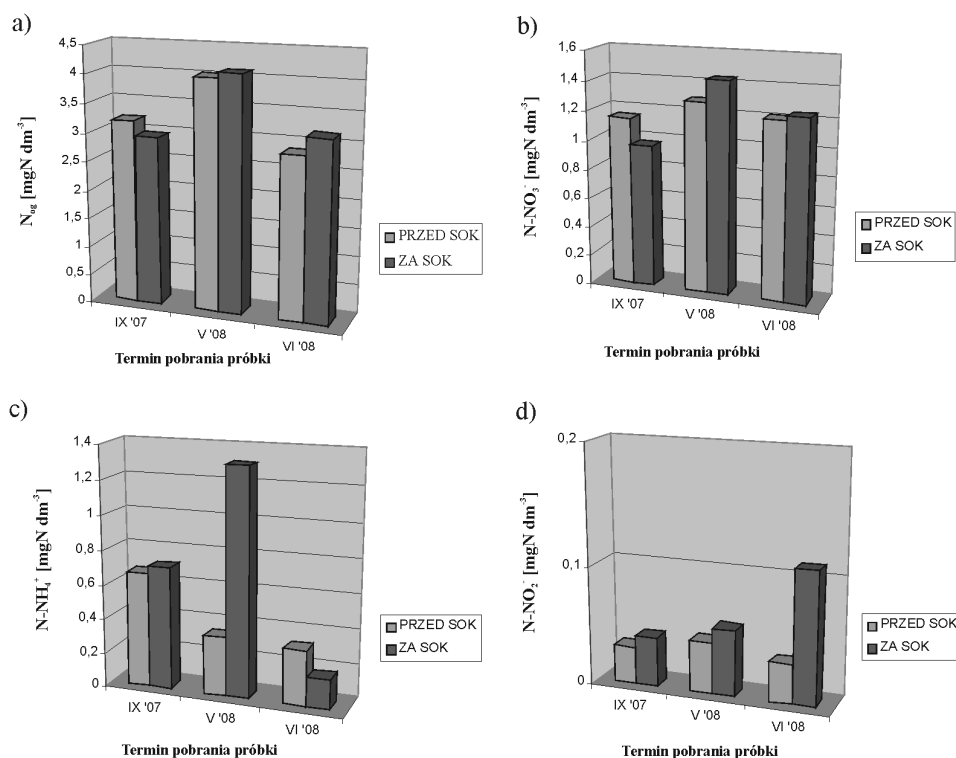 a)
4,5
4
3,5
3
2,5
2
1,5
1
0,5
0
N_og [mgN dm⁻³]
IX '07
V '08
VI '08
Termin pobrania próbki
PRZED SOK
ZA SOK
b)
1,6
1,4
1,2
1
0,8
0,6
0,4
0,2
0
N-NO₃⁻ [mgN dm⁻³]
IX '07
V '08
VI '08
Termin pobrania próbki
PRZED SOK
ZA SOK
c)
1,4
1,2
1
0,8
0,6
0,4
0,2
0
N-NH₄⁺ [mgN dm⁻³]
IX '07
V '08
VI '08
Termin pobrania próbki
PRZED SOK
ZA SOK
d)
0,2
0,1
0
N-NO₂⁻ [mgN dm⁻³]
IX '07
V '08
VI '08
Termin pobrania próbki
PRZED SOK
ZA SOK